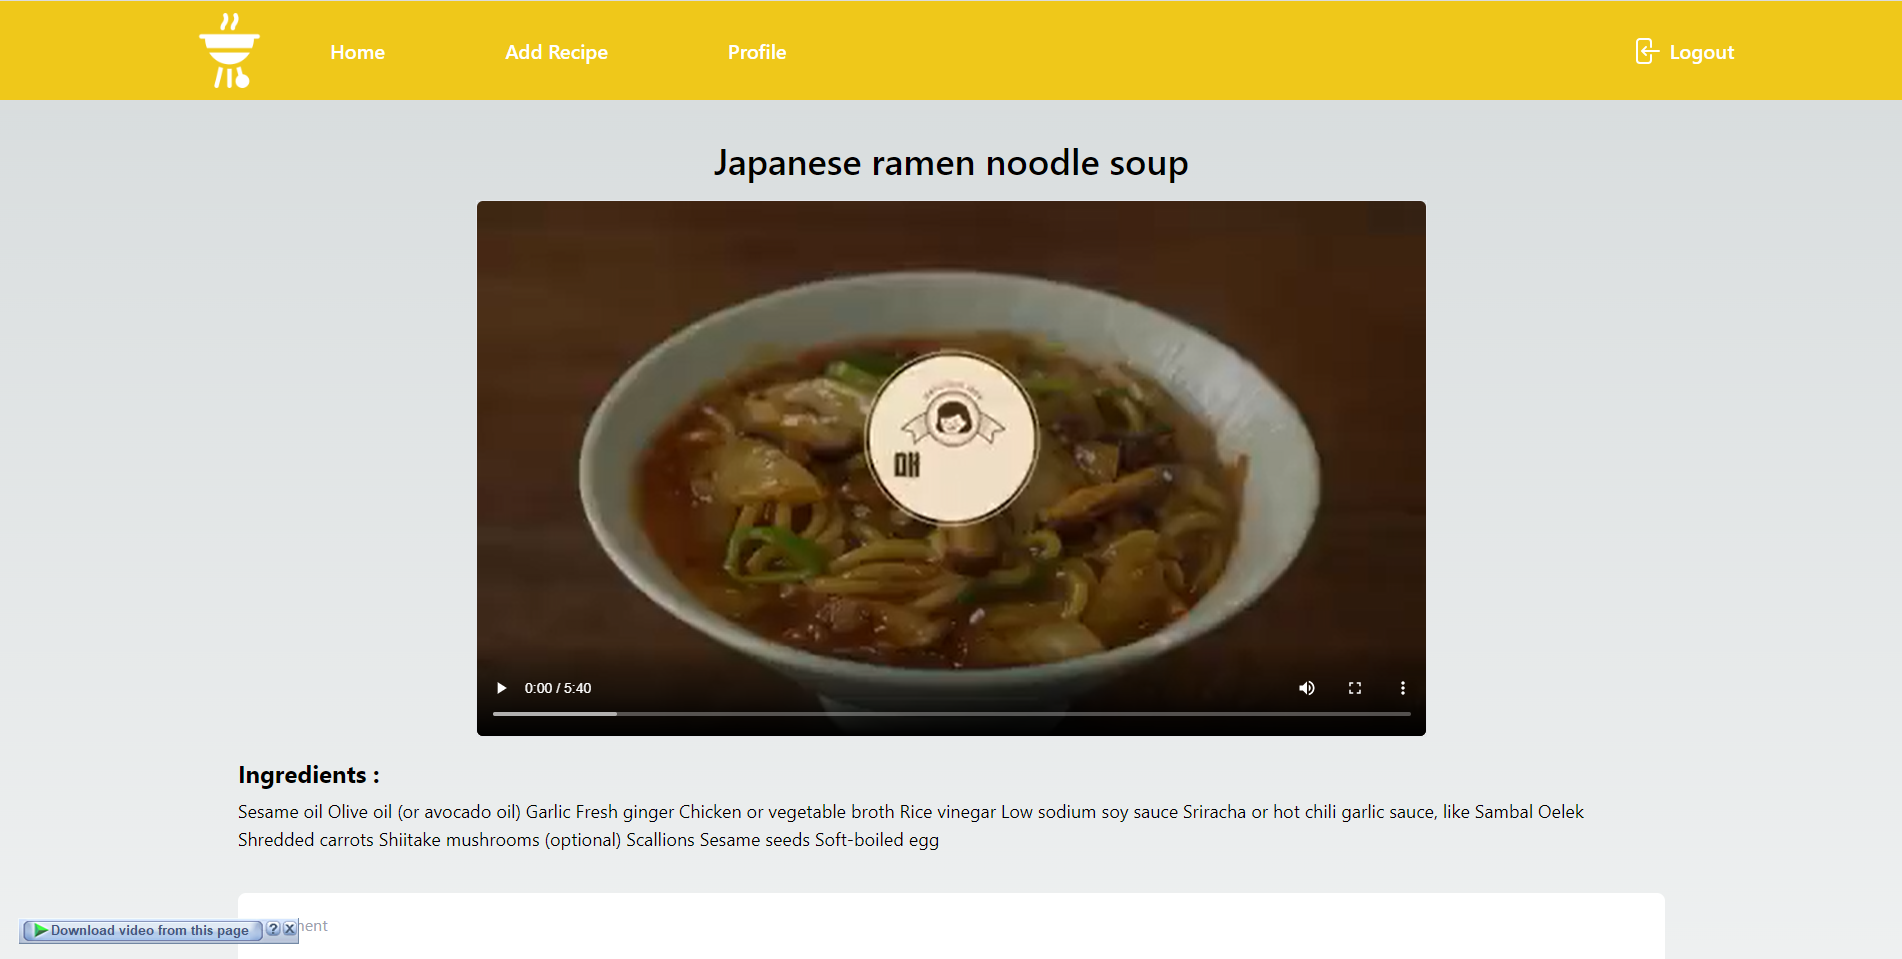 Home
Add Recipe
Profile
Logout
Japanese ramen noodle soup
매
0:00 / 5:40
Ingredients :
Sesame oil Olive oil (or avocado oil) Garlic Fresh ginger Chicken or vegetable broth Rice vinegar Low sodium soy sauce Sriracha or hot chili garlic sauce, like Sambal Oelek
Shredded carrots Shiitake mushrooms (optional) Scallions Sesame seeds Soft-boiled egg
Download video from this page ? X